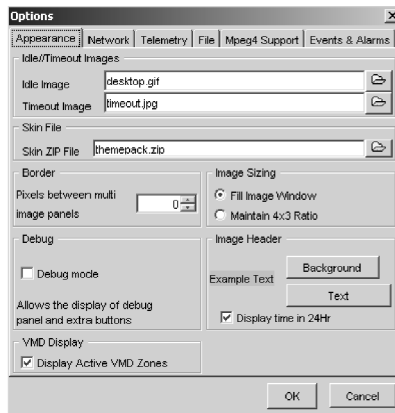 Options
Appearance Network Telemetry File Mpeg4 Support Events & Alarms
Idle//Timeout Images
Idle Image desktop.gif
Timeout Image timeout.jpg
Skin File
Skin ZIP File themepack.zip
Border
Pixels between multi
image panels 0
Image Sizing
Fill Image Window
Maintain 4x3 Ratio
Debug
Debug mode
Allows the display of debug
panel and extra buttons
Image Header
Background
Example Text
Text
Display time in 24Hr
VMD Display
Display Active VMD Zones
OK Cancel